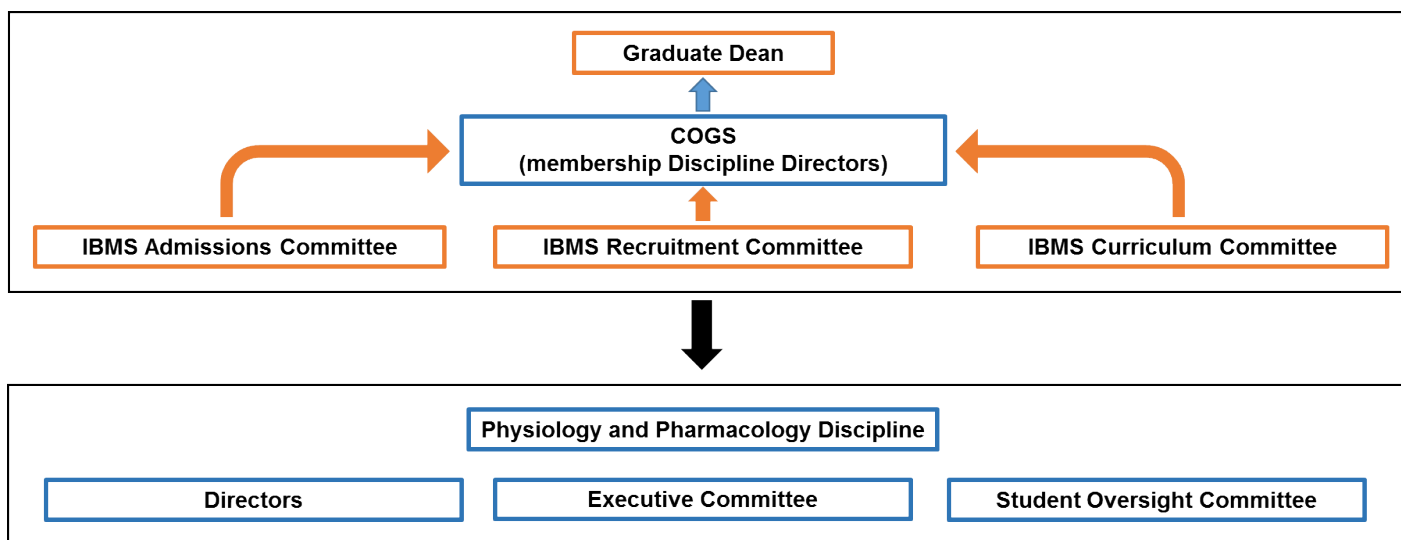 Graduate Dean
COGS
(membership Discipline Directors)
IBMS Admissions Committee
IBMS Recruitment Committee
IBMS Curriculum Committee
Physiology and Pharmacology Discipline
Directors
Executive Committee
Student Oversight Committee